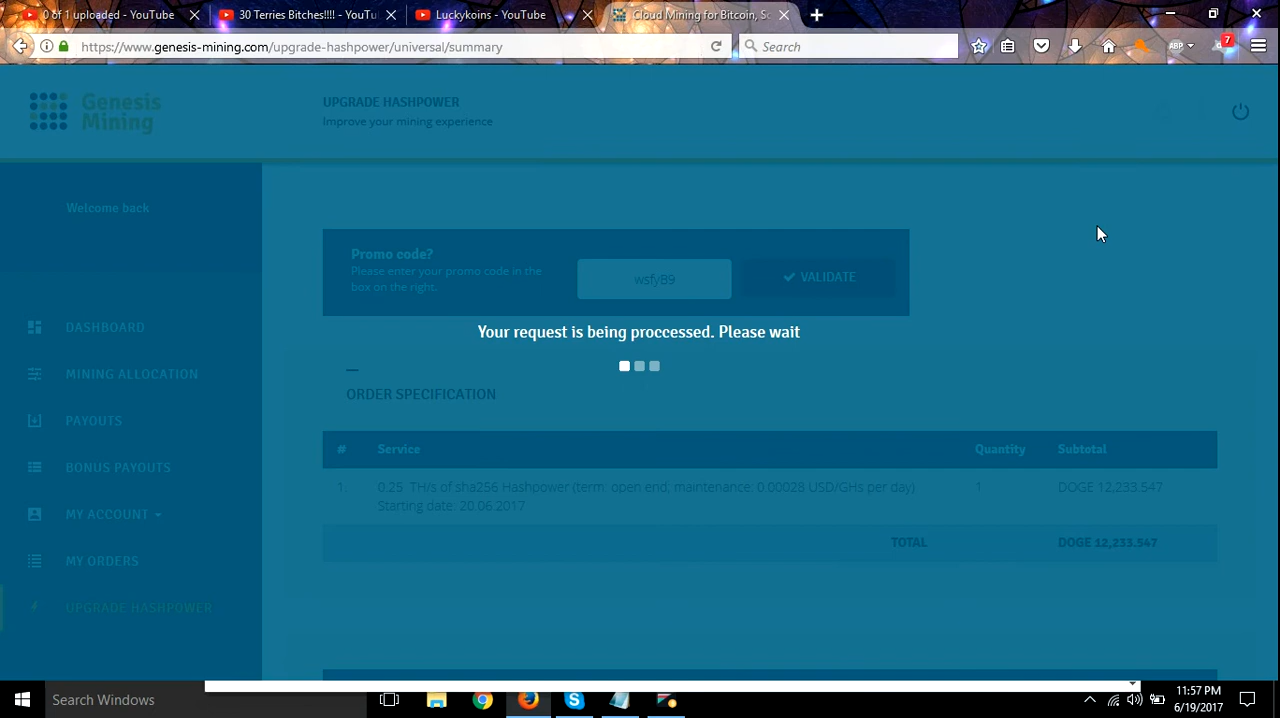 0 of 1 uploaded - YouTube
30 Terries Bitches!!!! - YouTu
Luckykoins - YouTube
Cloud Mining for Bitcoin, Sc
https://www.genesis-mining.com/upgrade-hashpower/universal/summary
Search
ABP
7
Genesis
Mining
UPGRADE HASHPOWER
Improve your mining experience
Welcome back
Promo code?
Please enter your promo code in the
box on the right.
wsfyB9
VALIDATE
Your request is being proccessed. Please wait
DASHBOARD
MINING ALLOCATION
PAYOUTS
BONUS PAYOUTS
MY ACCOUNT
MY ORDERS
UPGRADE HASHPOWER
ORDER SPECIFICATION
# Service Quantity Subtotal
1 0.25 TH/s of sha256 Hashpower (term: open end; maintenance: 0.00028 USD/GHs per day) 1 DOGE 12,233.547
Starting date: 20.06.2017
TOTAL DOGE 12,233.547
Search Windows
11:57 PM
6/19/2017